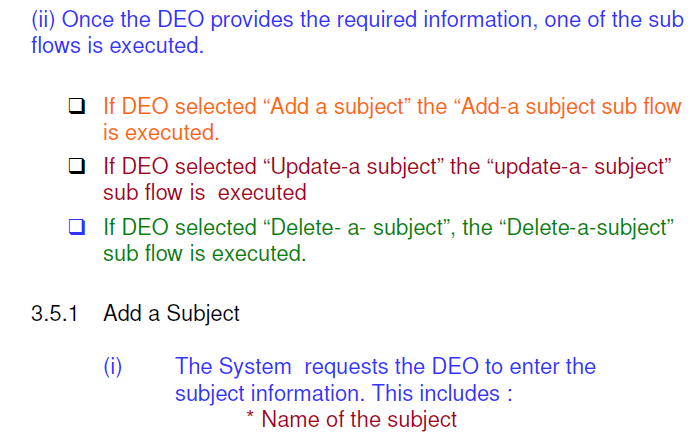 (ii) Once the DEO provides the required information, one of the sub
flows is executed.
❑ If DEO selected “Add a subject” the “Add-a subject sub flow
is executed.
❑ If DEO selected “Update-a subject” the “update-a- subject”
sub flow is  executed
❑ If DEO selected “Delete- a- subject”, the “Delete-a-subject”
sub flow is executed.
3.5.1 Add a Subject
(i) The System  requests the DEO to enter the
subject information. This includes :
* Name of the subject